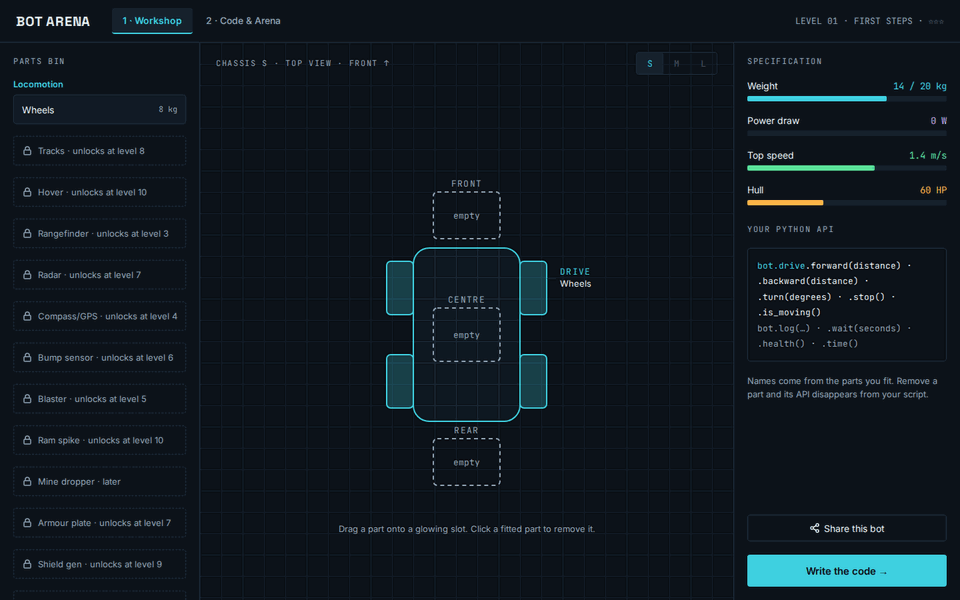 BOT ARENA
1 · Workshop
2 · Code & Arena
LEVEL 01 · FIRST STEPS ·
PARTS BIN
Locomotion
Wheels 8 kg
Tracks · unlocks at level 8
Hover · unlocks at level 10
Rangefinder · unlocks at level 3
Radar · unlocks at level 7
Compass/GPS · unlocks at level 4
Bump sensor · unlocks at level 6
Blaster · unlocks at level 5
Ram spike · unlocks at level 10
Mine dropper · later
Armour plate · unlocks at level 7
Shield gen · unlocks at level 9
CHASSIS S · TOP VIEW · FRONT ↑
S M L
FRONT
empty
DRIVE
Wheels
CENTRE
empty
REAR
empty
Drag a part onto a glowing slot. Click a fitted part to remove it.
SPECIFICATION
Weight 14 / 20 kg
Power draw 0 W
Top speed 1.4 m/s
Hull 60 HP
YOUR PYTHON API
bot.drive.forward(distance) ·
.backward(distance) ·
.turn(degrees) · .stop() ·
.is_moving()
bot.log(…) · .wait(seconds) ·
.health() · .time()
Names come from the parts you fit. Remove a
part and its API disappears from your script.
Share this bot
Write the code →